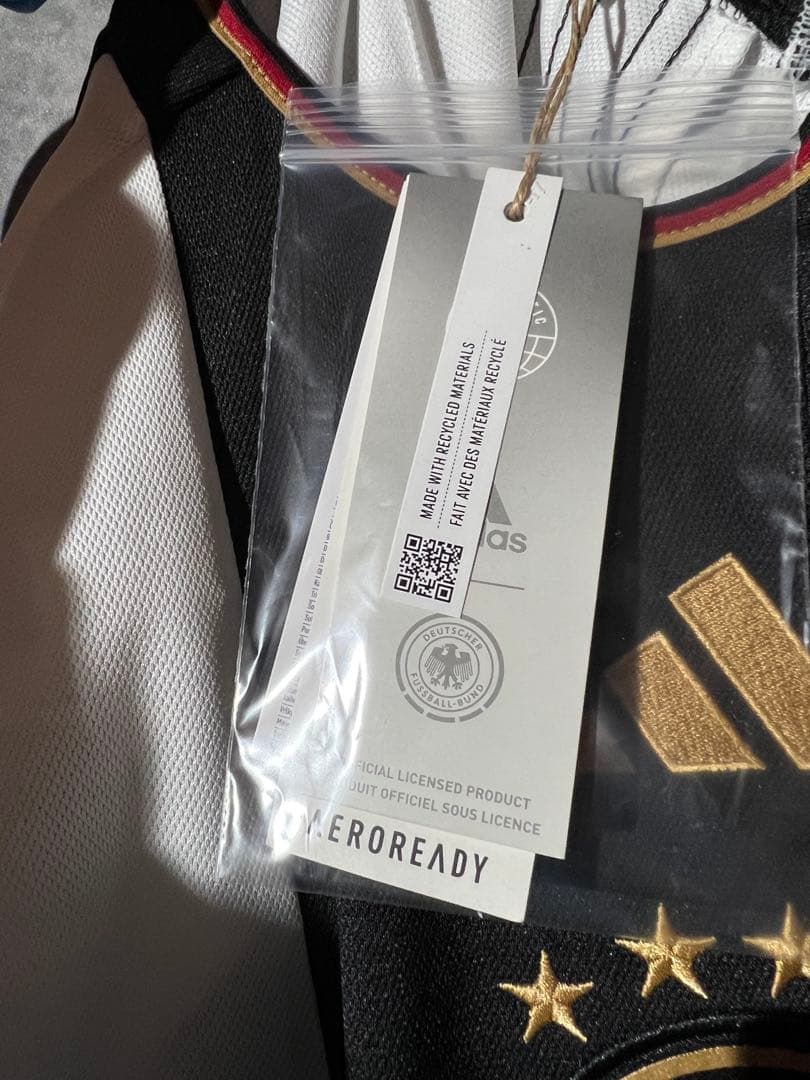 MADE WITH RECYCLED MATERIALS
FAIT AVEC DES MATÉRIAUX RECYCLÉ
das
DEUTSCHER
FUSSBALL-BUND
FICIAL LICENSED PRODUCT
DUIT OFFICIEL SOUS LICENCE
AEROREADY